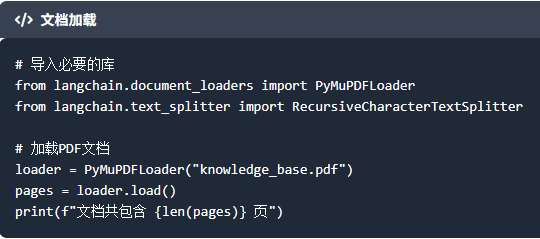 </> 文档加载
# 导入必要的库
from langchain.document_loaders import PyMuPDFLoader
from langchain.text_splitter import RecursiveCharacterTextSplitter
# 加载PDF文档
loader = PyMuPDFLoader("knowledge_base.pdf")
pages = loader.load()
print(f"文档共包含 {len(pages)} 页")